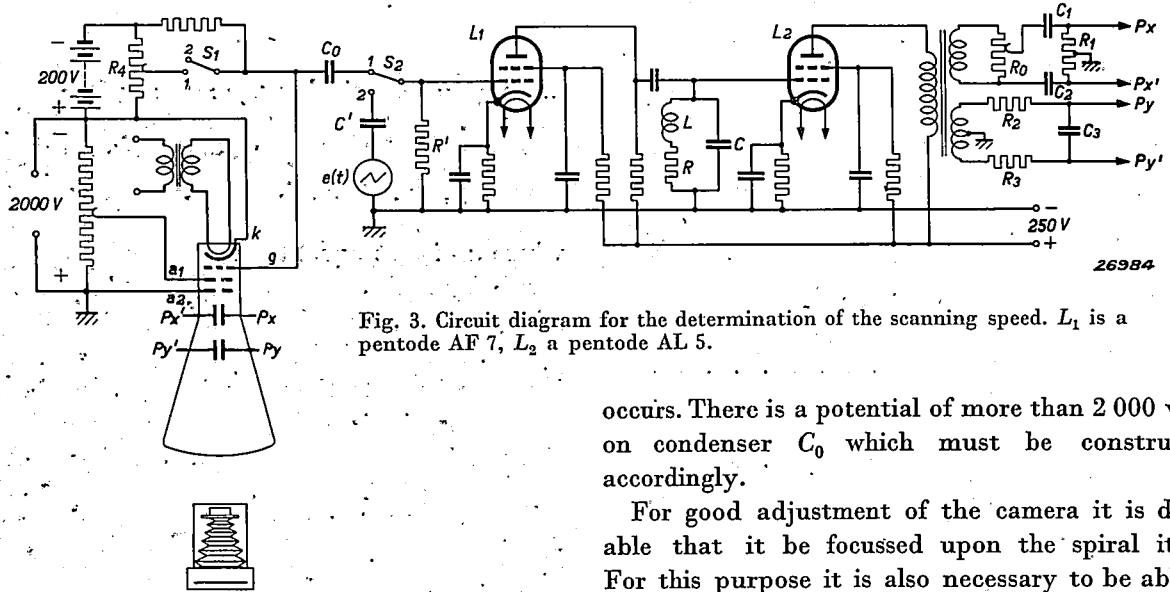 − 200 V + −
R4
2 S1
1
C0
1 S2
2
C'
e(t)
R'
L1
L
R
C
L2
C1
R0
R1
C2
R2
C3
R3
Px
Px'
Py
Py'
−
250 V
+
2000 V
+
k
g
a1
a2
Px' Px
Py' Py
26984
Fig. 3. Circuit diagram for the determination of the scanning speed. L1 is a
pentode AF 7, L2 a pentode AL 5.
occurs. There is a potential of more than 2 000
on condenser C0 which must be
accordingly.
For good adjustment of the camera it is
able that it be focussed upon the spiral
For this purpose it is also necessary to be